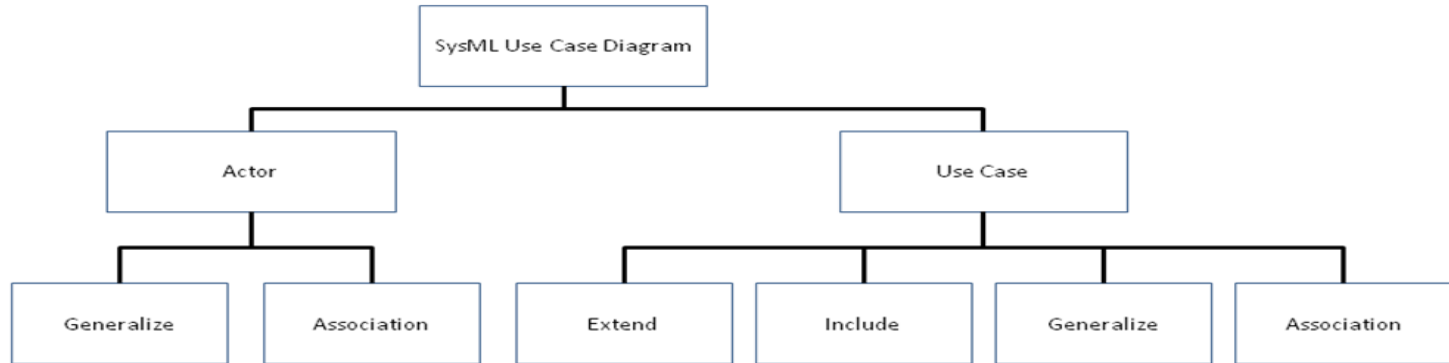 SysML Use Case Diagram
Actor
Use Case
Generalize
Association
Extend
Include
Generalize
Association